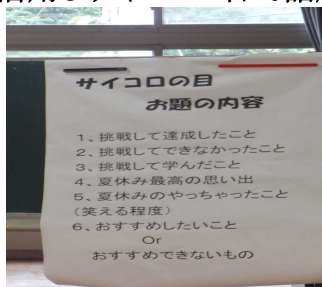 サイコロの目
お題の内容
1、挑戦して達成したこと
2、挑戦してできなかったこと
3、挑戦して学んだこと
4、夏休み最高の思い出
5、夏休みのやっちゃったこと
(笑える程度)
6、おすすめしたいこと
Or
おすすめできないもの